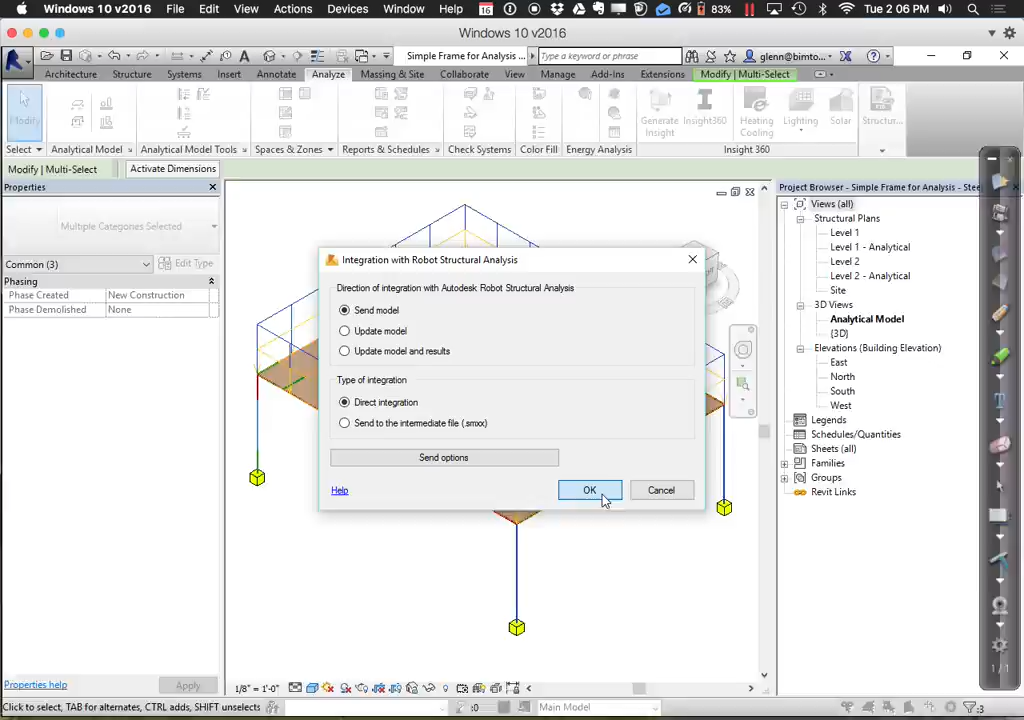 Windows 10 v2016 File Edit View Actions Devices Window Help 16 83% Tue 2 06 PM
Windows 10 v2016
Simple Frame for Analysis ... Type a keyword or phrase glenn@bimto...
Architecture Structure Systems Insert Annotate Analyze Massing & Site Collaborate View Manage Add-Ins Extensions Modify | Multi-Select
Modify Generate Insight Insight360 Heating Cooling Lighting Solar Structur...
Select Analytical Model Analytical Model Tools Spaces & Zones Reports & Schedules Check Systems Color Fill Energy Analysis Insight 360
Modify | Multi-Select Activate Dimensions
Properties
Multiple Categories Selected
Common (3) Edit Type
Phasing
Phase Created New Construction
Phase Demolished None
Properties help Apply
Integration with Robot Structural Analysis
Direction of integration with Autodesk Robot Structural Analysis
Send model
Update model
Update model and results
Type of integration
Direct integration
Send to the intermediate file (.smxx)
Send options
Help OK Cancel
Project Browser - Simple Frame for Analysis - Stee
Views (all)
Structural Plans
Level 1
Level 1 - Analytical
Level 2
Level 2 - Analytical
Site
3D Views
Analytical Model
{3D}
Elevations (Building Elevation)
East
North
South
West
Legends
Schedules/Quantities
Sheets (all)
Families
Groups
Revit Links
1/1
1/8" = 1'-0"
Click to select, TAB for alternates, CTRL adds, SHIFT unselects :0 Main Model :3